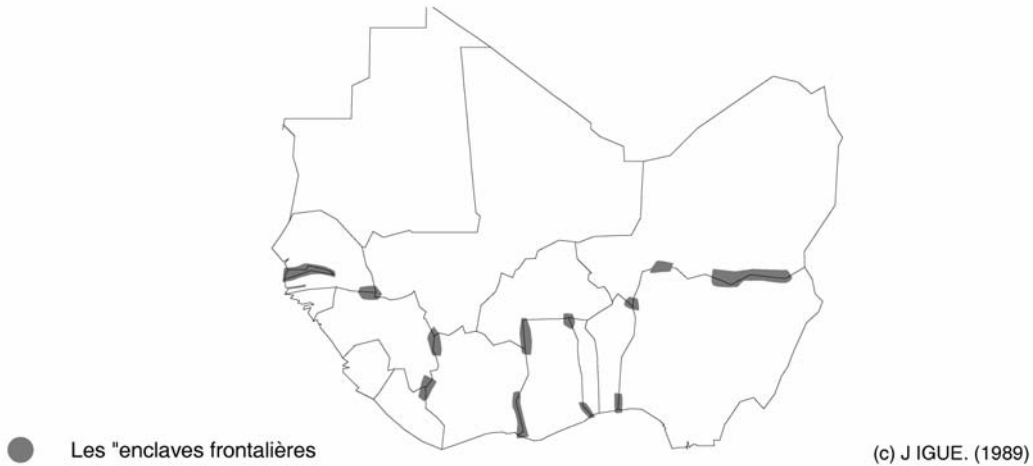 Les "enclaves frontalières
(c) J IGUE. (1989)